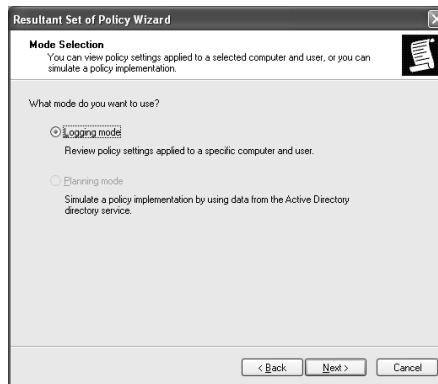 Resultant Set of Policy Wizard
Mode Selection
You can view policy settings applied to a selected computer and user, or you can
simulate a policy implementation.
What mode do you want to use?
Logging mode
Review policy settings applied to a specific computer and user.
Planning mode
Simulate a policy implementation by using data from the Active Directory
directory service.
< Back Next > Cancel